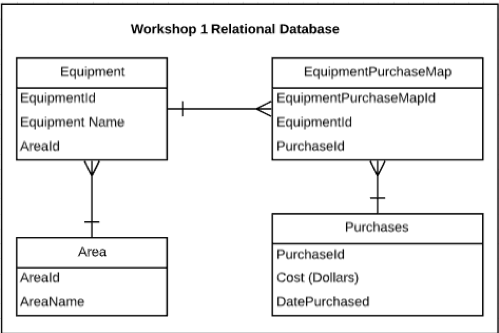 Workshop 1 Relational Database
Equipment
EquipmentId
Equipment Name
AreaId
EquipmentPurchaseMap
EquipmentPurchaseMapId
EquipmentId
PurchaseId
Area
AreaId
AreaName
Purchases
PurchaseId
Cost (Dollars)
DatePurchased